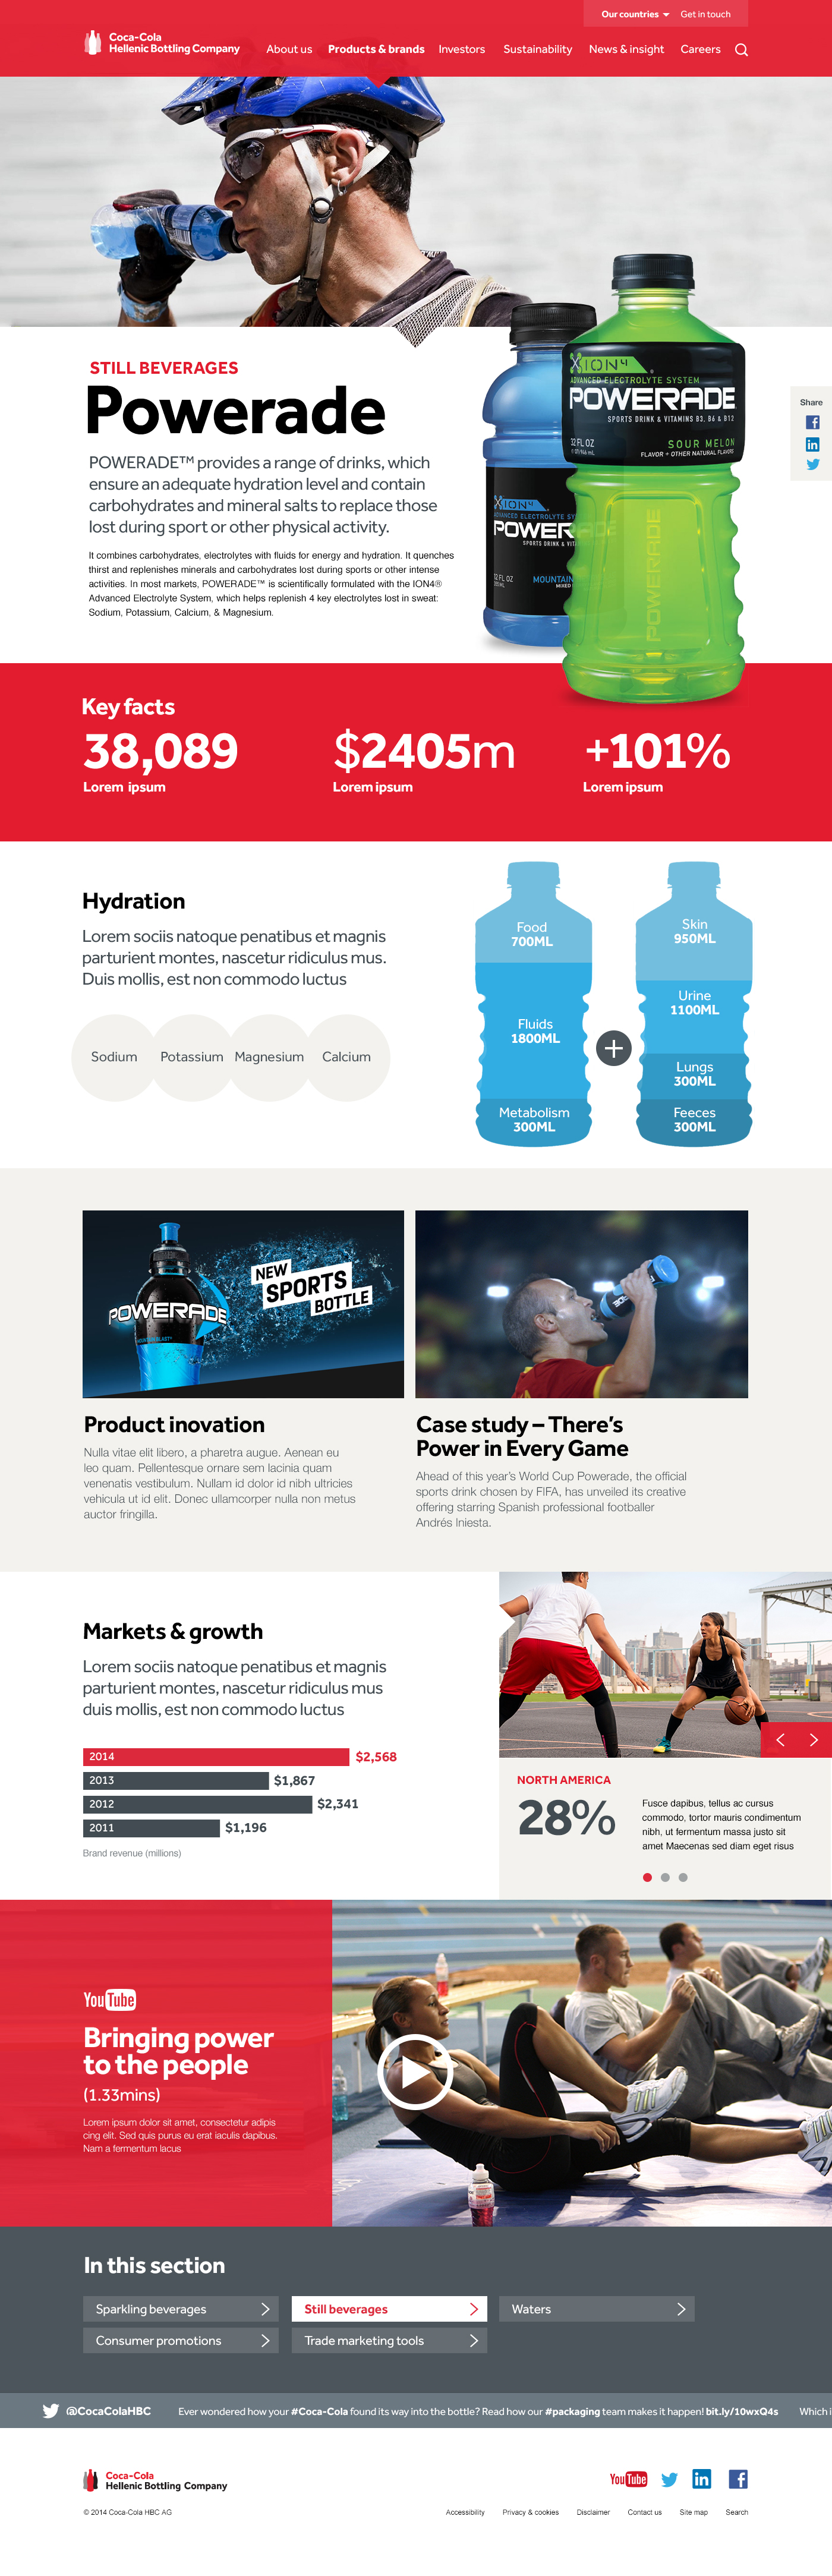 Our countries Get in touch
Coca-Cola
Hellenic Bottling Company
About us Products & brands Investors Sustainability News & insight Careers
STILL BEVERAGES
Powerade
POWERADE™ provides a range of drinks, which
ensure an adequate hydration level and contain
carbohydrates and mineral salts to replace those
lost during sport or other physical activity.
It combines carbohydrates, electrolytes with fluids for energy and hydration. It quenches
thirst and replenishes minerals and carbohydrates lost during sports or other intense
activities. In most markets, POWERADE™ is scientifically formulated with the ION4®
Advanced Electrolyte System, which helps replenish 4 key electrolytes lost in sweat:
Sodium, Potassium, Calcium, & Magnesium.
ION4
ADVANCED ELECTROLYTE SYSTEM
POWERADE
SPORTS DRINK & VITAMINS B3, B6 & B12
32 FL OZ
SOUR MELON
FLAVOR + OTHER NATURAL FLAVORS
POWERADE
ION4
ADVANCED ELECTROLYTE SY
POWER
SPORTS DRINK & VIT
32 FL OZ
MOUNTAIN
MIXED
Share
Key facts
38,089
Lorem ipsum
$2405m
Lorem ipsum
+101%
Lorem ipsum
Hydration
Lorem sociis natoque penatibus et magnis
parturient montes, nascetur ridiculus mus.
Duis mollis, est non commodo luctus
Sodium Potassium Magnesium Calcium
Food
700ML
Fluids
1800ML
Metabolism
300ML
Skin
950ML
Urine
1100ML
Lungs
300ML
Feeces
300ML
POWERADE
MOUNTAIN BLAST
NEW
SPORTS
BOTTLE
Product inovation
Nulla vitae elit libero, a pharetra augue. Aenean eu
leo quam. Pellentesque ornare sem lacinia quam
venenatis vestibulum. Nullam id dolor id nibh ultricies
vehicula ut id elit. Donec ullamcorper nulla non metus
auctor fringilla.
Case study – There's
Power in Every Game
Ahead of this year's World Cup Powerade, the official
sports drink chosen by FIFA, has unveiled its creative
offering starring Spanish professional footballer
Andrés Iniesta.
Markets & growth
Lorem sociis natoque penatibus et magnis
parturient montes, nascetur ridiculus mus
duis mollis, est non commodo luctus
2014 $2,568
2013 $1,867
2012 $2,341
2011 $1,196
Brand revenue (millions)
NORTH AMERICA
28%
Fusce dapibus, tellus ac cursus
commodo, tortor mauris condimentum
nibh, ut fermentum massa justo sit
amet Maecenas sed diam eget risus
YouTube
Bringing power
to the people
(1.33mins)
Lorem ipsum dolor sit amet, consectetur adipis
cing elit. Sed quis purus eu erat iaculis dapibus.
Nam a fermentum lacus
In this section
Sparkling beverages
Still beverages
Waters
Consumer promotions
Trade marketing tools
@CocaColaHBC Ever wondered how your #Coca-Cola found its way into the bottle? Read how our #packaging team makes it happen! bit.ly/10wxQ4s Which i
Coca-Cola
Hellenic Bottling Company
YouTube
© 2014 Coca-Cola HBC AG
Accessibility Privacy & cookies Disclaimer Contact us Site map Search